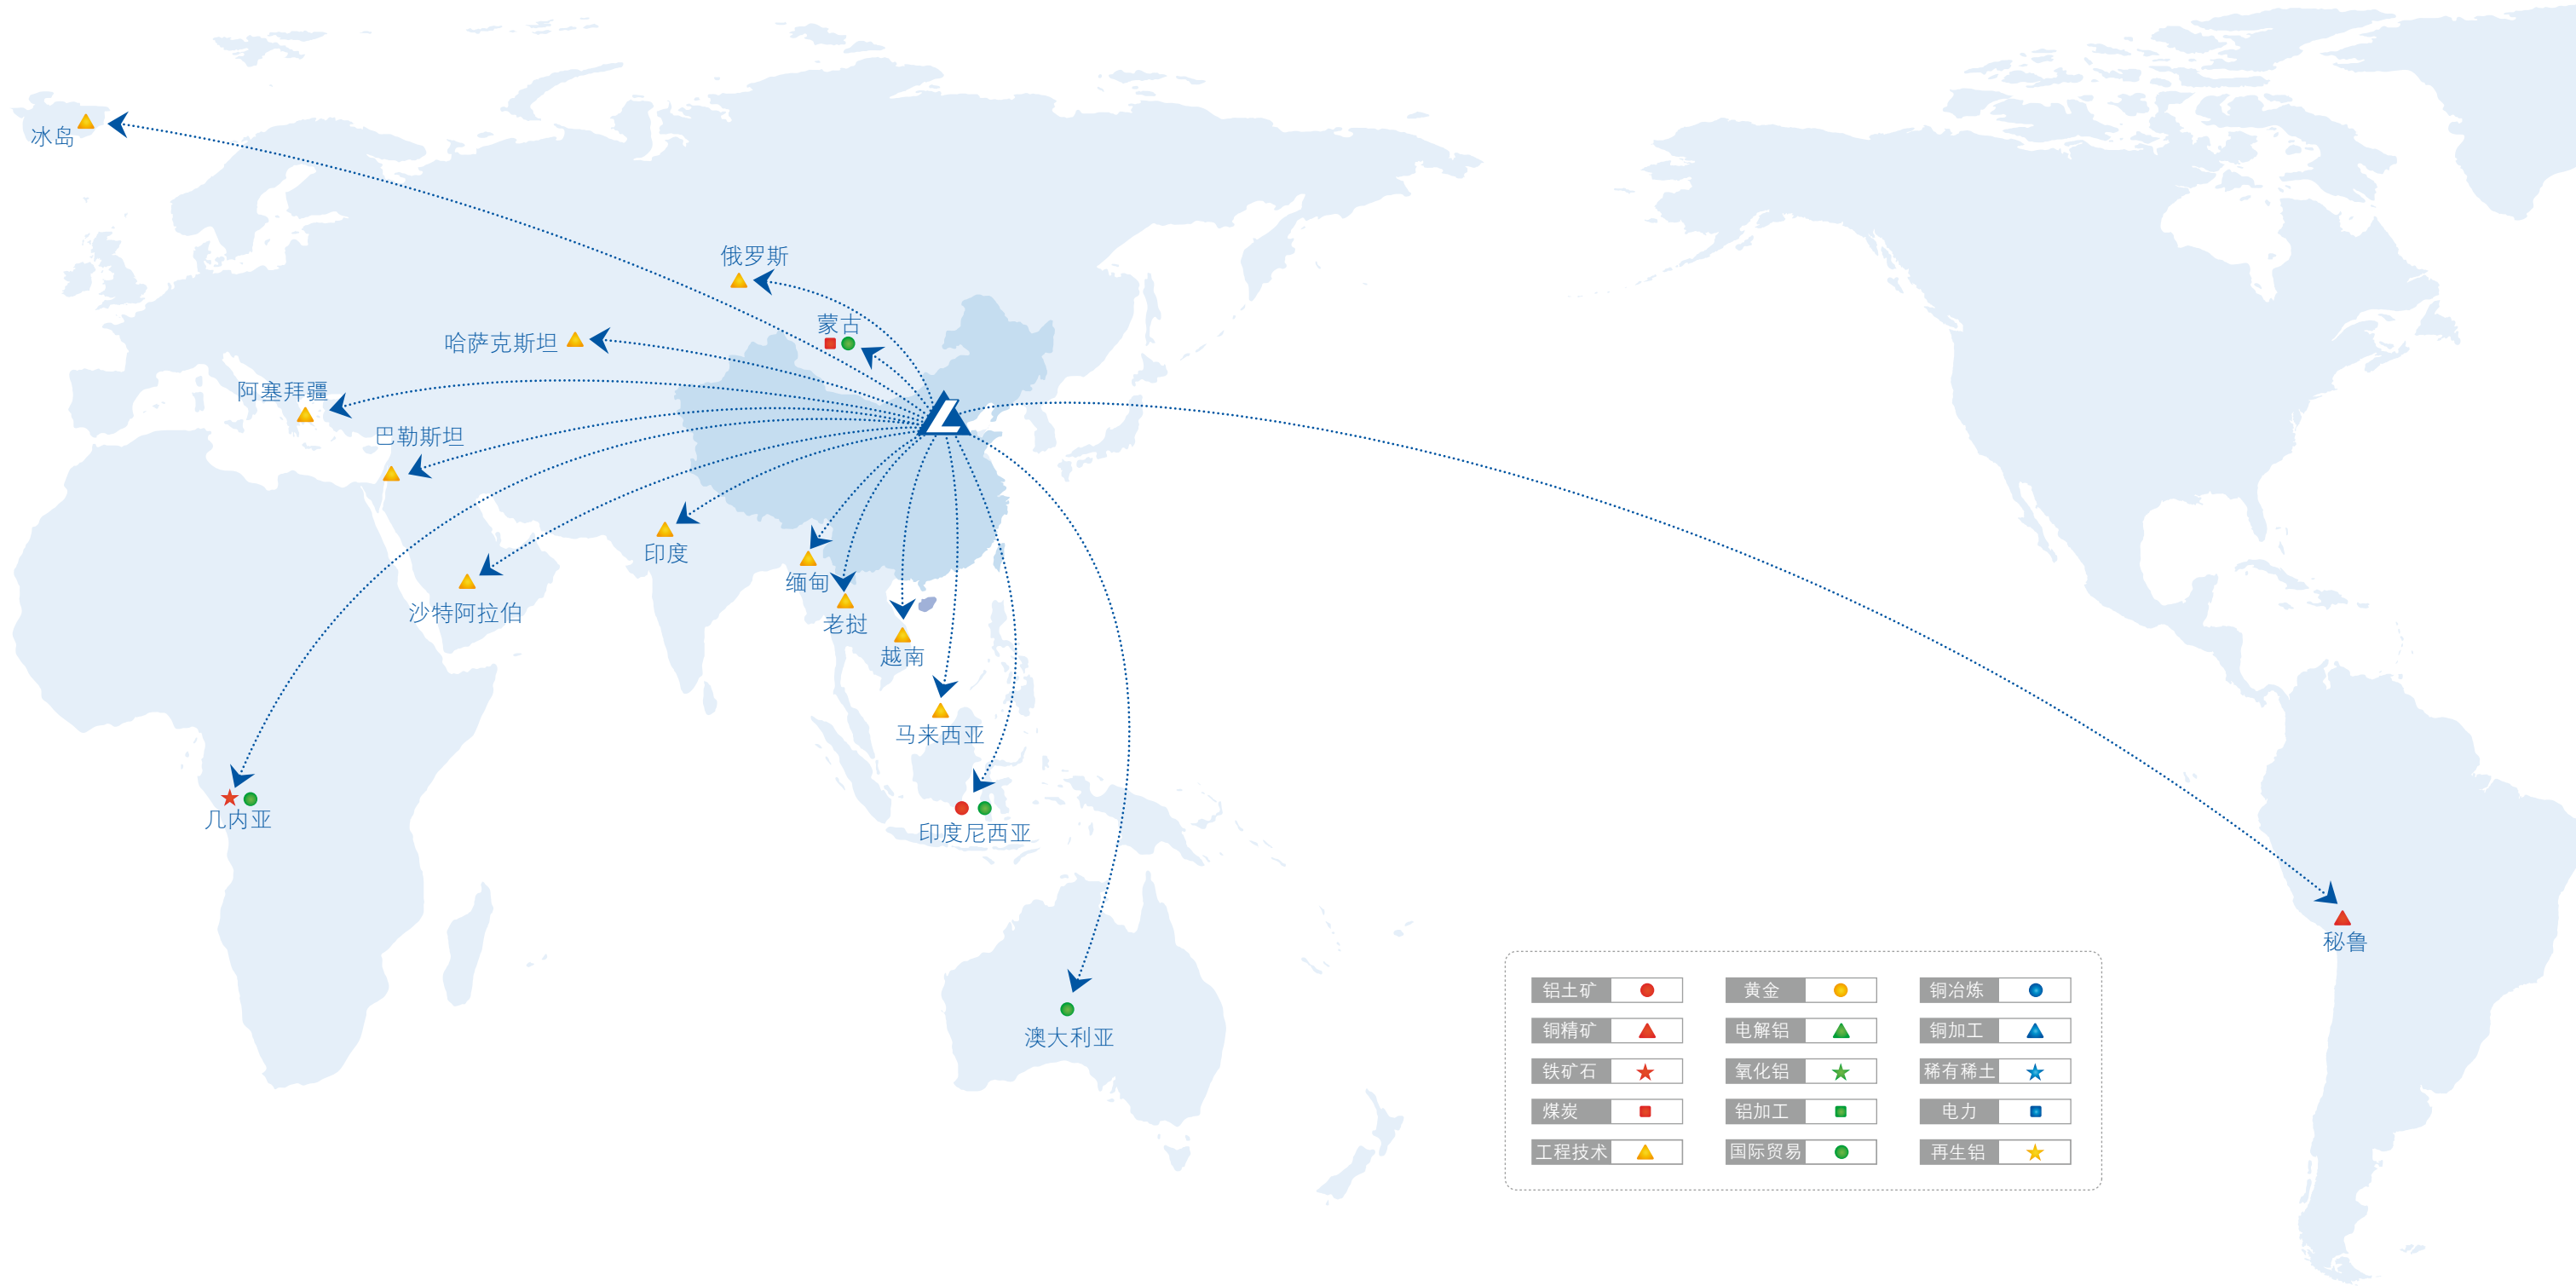 冰岛
俄罗斯
蒙古
哈萨克斯坦
阿塞拜疆
巴勒斯坦
印度
缅甸
沙特阿拉伯
老挝
越南
马来西亚
几内亚
印度尼西亚
秘鲁
澳大利亚
铝土矿 黄金 铜冶炼
铜精矿 电解铝 铜加工
铁矿石 氧化铝 稀有稀土
煤炭 铝加工 电力
工程技术 国际贸易 再生铝